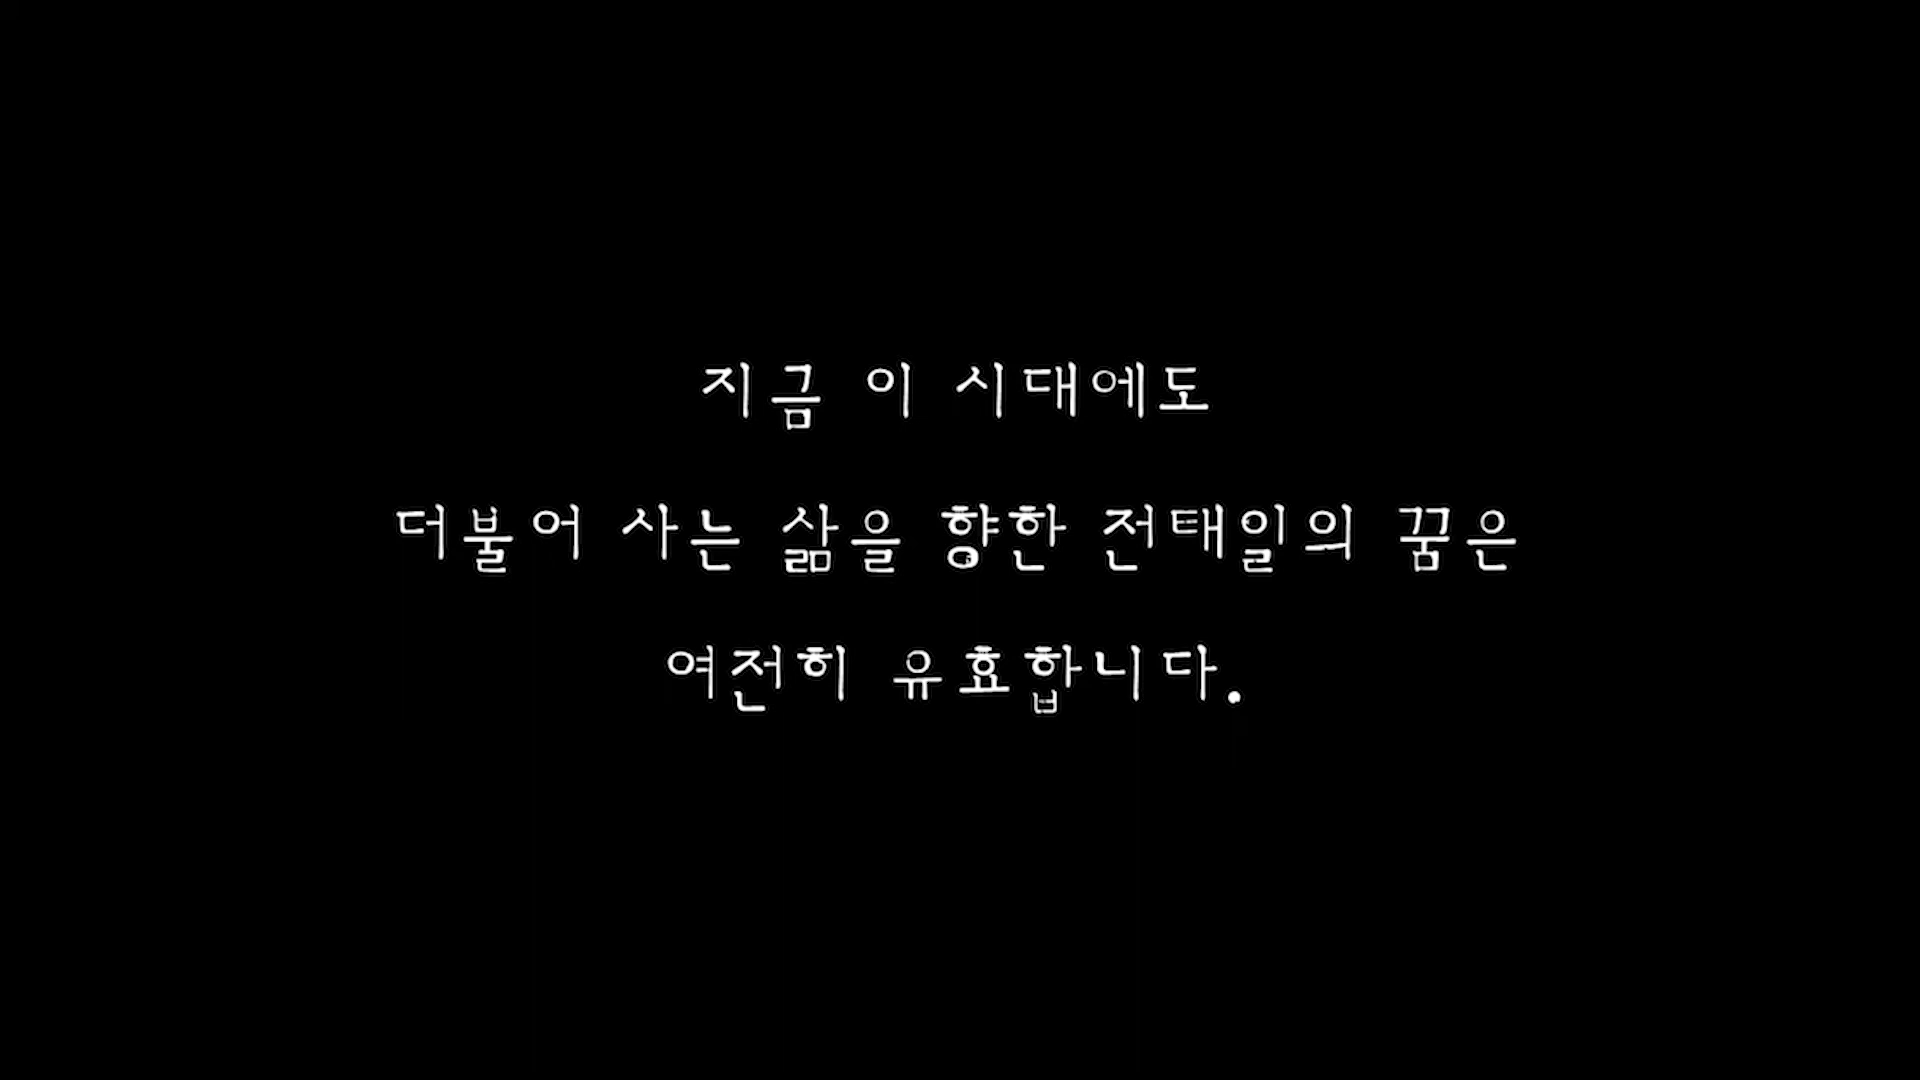 지금 이 시대에도
더불어 사는 삶을 향한 전태일의 꿈은
여전히 유효합니다.